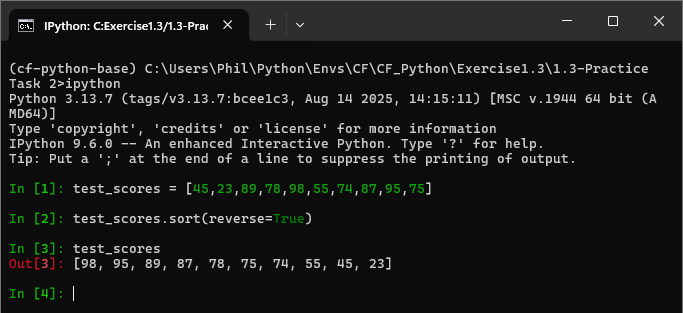 IPython: C:Exercise1.3/1.3-Prac
(cf-python-base) C:\Users\Phil\Python\Envs\CF\CF_Python\Exercise1.3\1.3-Practice
Task 2>ipython
Python 3.13.7 (tags/v3.13.7:bcee1c3, Aug 14 2025, 14:15:11) [MSC v.1944 64 bit (A
MD64)]
Type 'copyright', 'credits' or 'license' for more information
IPython 9.6.0 -- An enhanced Interactive Python. Type '?' for help.
Tip: Put a ';' at the end of a line to suppress the printing of output.
In [1]: test_scores = [45,23,89,78,98,55,74,87,95,75]
In [2]: test_scores.sort(reverse=True)
In [3]: test_scores
Out[3]: [98, 95, 89, 87, 78, 75, 74, 55, 45, 23]
In [4]: